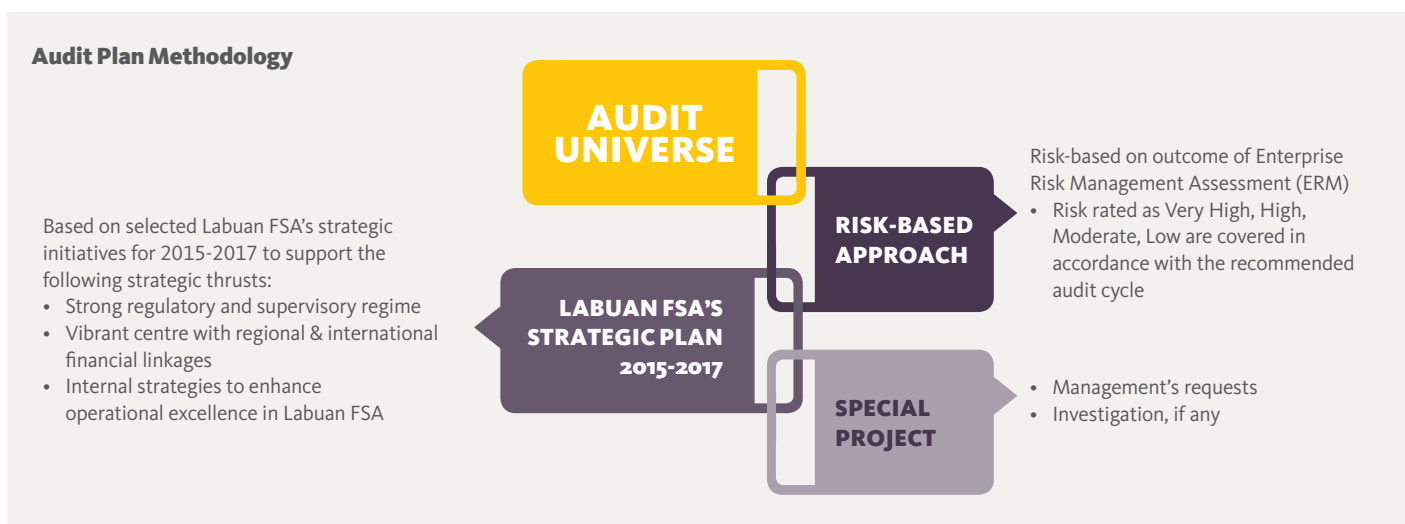 Audit Plan Methodology
AUDIT
UNIVERSE
RISK-BASED
APPROACH
Risk-based on outcome of Enterprise
Risk Management Assessment (ERM)
• Risk rated as Very High, High,
Moderate, Low are covered in
accordance with the recommended
audit cycle
Based on selected Labuan FSA’s strategic
initiatives for 2015-2017 to support the
following strategic thrusts:
• Strong regulatory and supervisory regime
• Vibrant centre with regional & international
financial linkages
• Internal strategies to enhance
operational excellence in Labuan FSA
LABUAN FSA’S
STRATEGIC PLAN
2015-2017
SPECIAL
PROJECT
• Management’s requests
• Investigation, if any